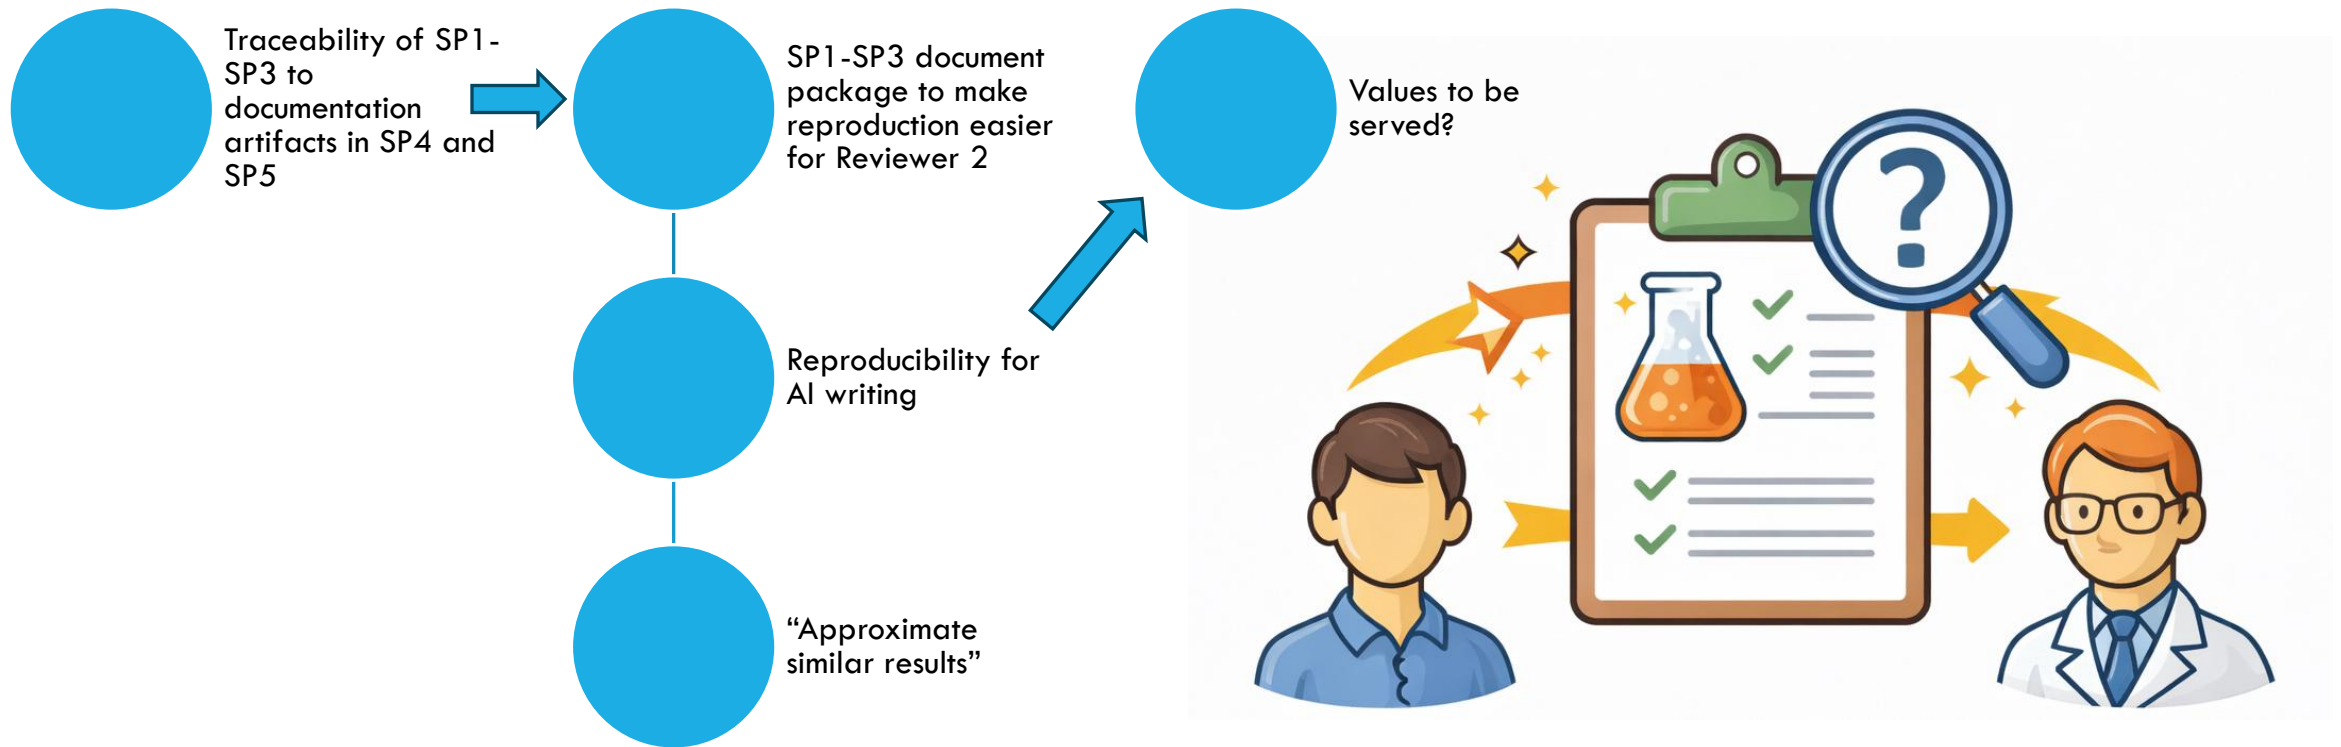 Traceability of SP1-
SP3 to
documentation
artifacts in SP4 and
SP5
SP1-SP3 document
package to make
reproduction easier
for Reviewer 2
Reproducibility for
AI writing
“Approximate
similar results”
Values to be
served?
?